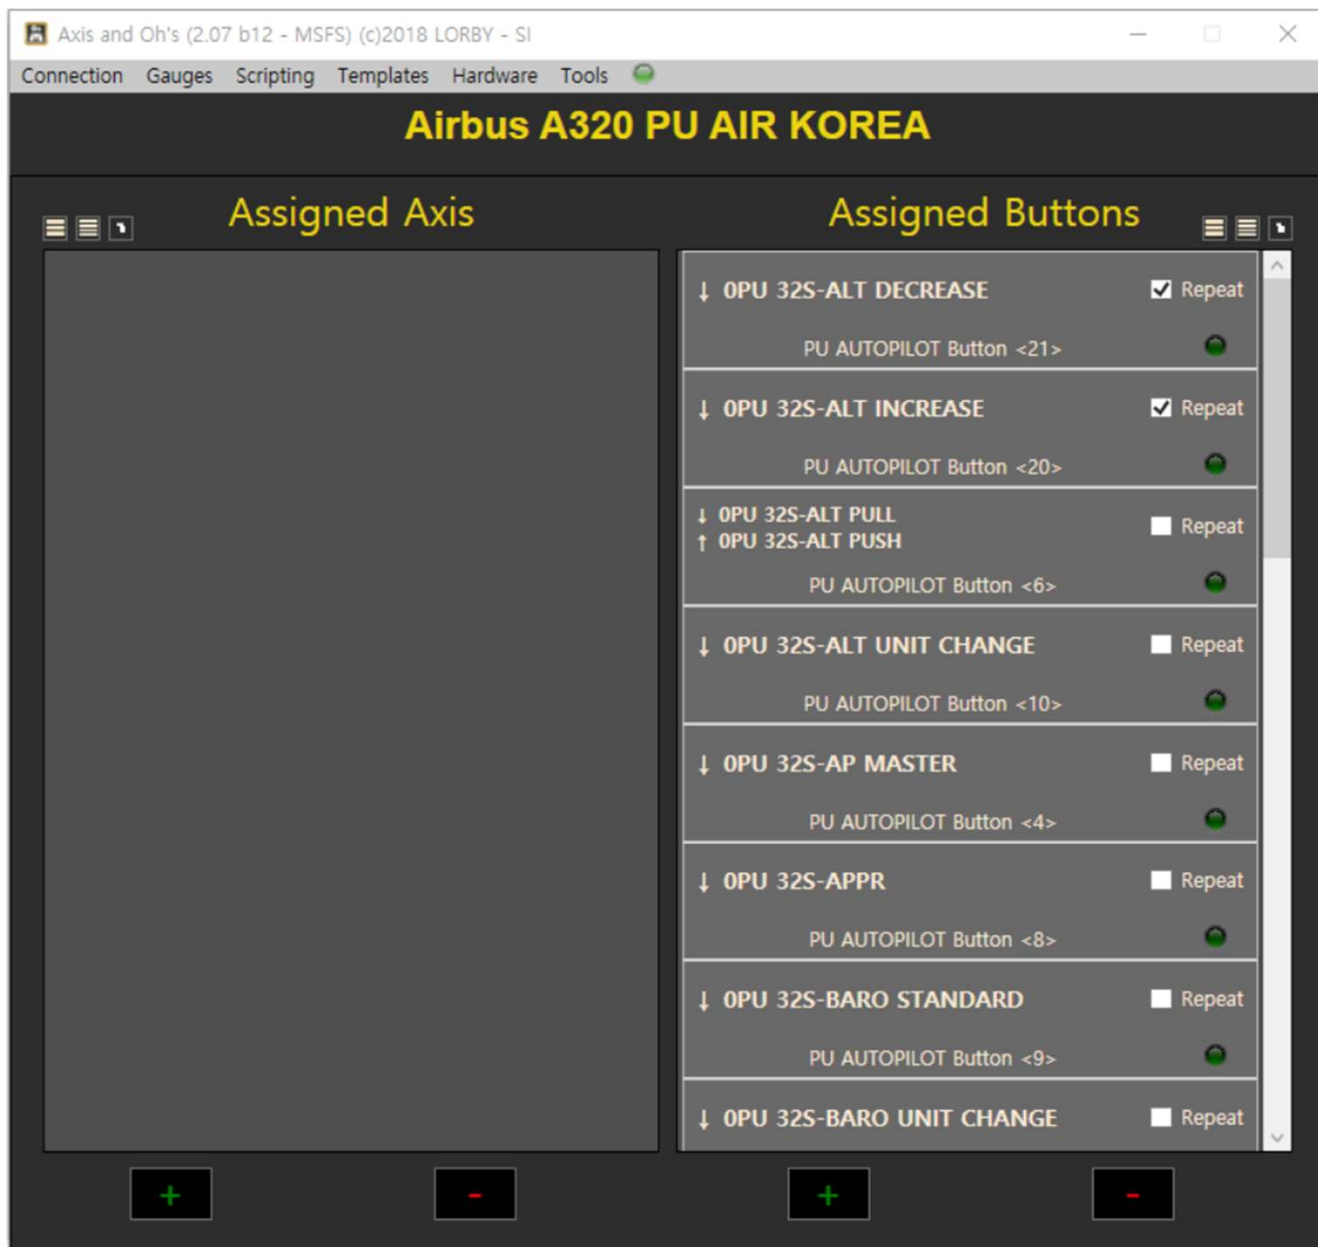 Axis and Oh's (2.07 b12 - MSFS) (c)2018 LORBY - SI
Connection Gauges Scripting Templates Hardware Tools
Airbus A320 PU AIR KOREA
Assigned Axis
Assigned Buttons
↓ 0PU 32S-ALT DECREASE
Repeat
PU AUTOPILOT Button <21>
↓ 0PU 32S-ALT INCREASE
Repeat
PU AUTOPILOT Button <20>
↓ 0PU 32S-ALT PULL
↑ 0PU 32S-ALT PUSH
Repeat
PU AUTOPILOT Button <6>
↓ 0PU 32S-ALT UNIT CHANGE
Repeat
PU AUTOPILOT Button <10>
↓ 0PU 32S-AP MASTER
Repeat
PU AUTOPILOT Button <4>
↓ 0PU 32S-APPR
Repeat
PU AUTOPILOT Button <8>
↓ 0PU 32S-BARO STANDARD
Repeat
PU AUTOPILOT Button <9>
↓ 0PU 32S-BARO UNIT CHANGE
Repeat
+ - + -